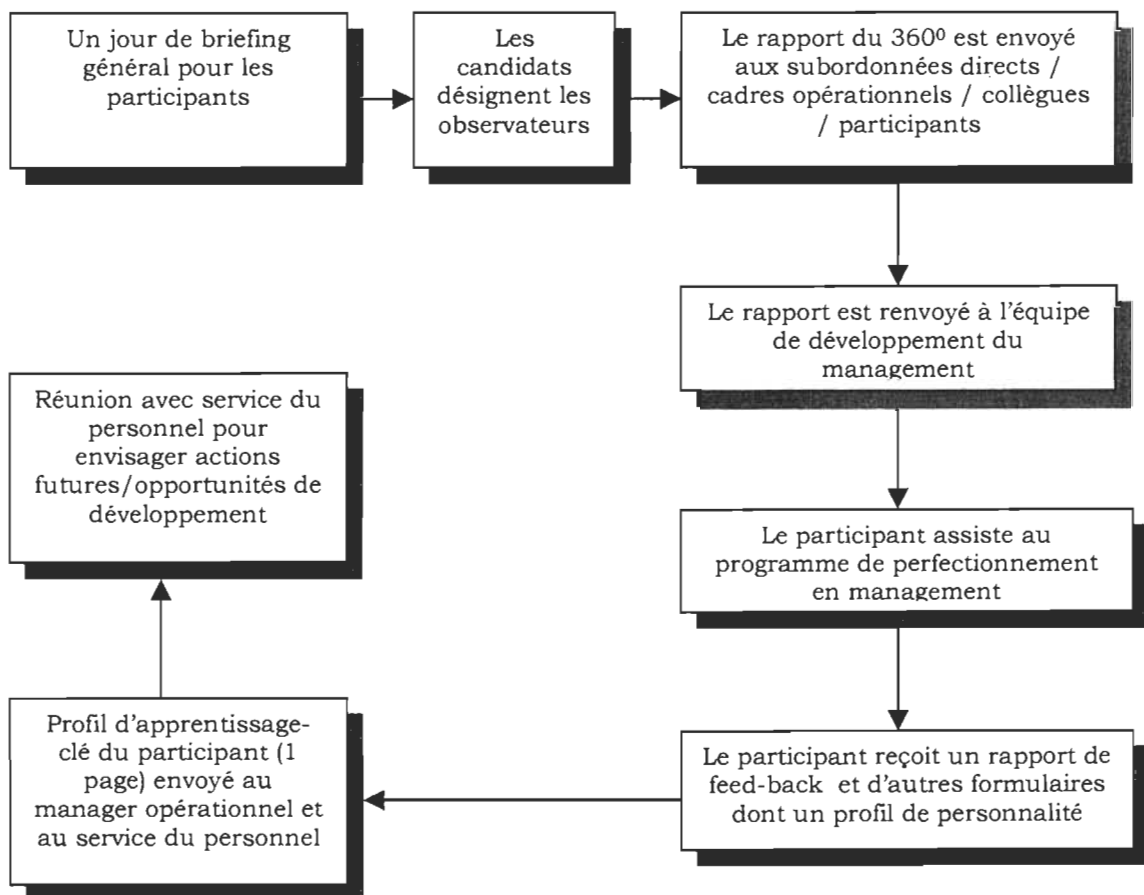 Un jour de briefing
général pour les
participants
Les
candidats
désignent les
observateurs
Le rapport du 360⁰ est envoyé
aux subordonnées directs /
cadres opérationnels / collègues
/ participants
Le rapport est renvoyé à l'équipe
de développement du
management
Le participant assiste au
programme de perfectionnement
en management
Le participant reçoit un rapport de
feed-back et d'autres formulaires
dont un profil de personnalité
Profil d'apprentissage-
clé du participant (1
page) envoyé au
manager opérationnel et
au service du personnel
Réunion avec service du
personnel pour
envisager actions
futures/opportunités de
développement